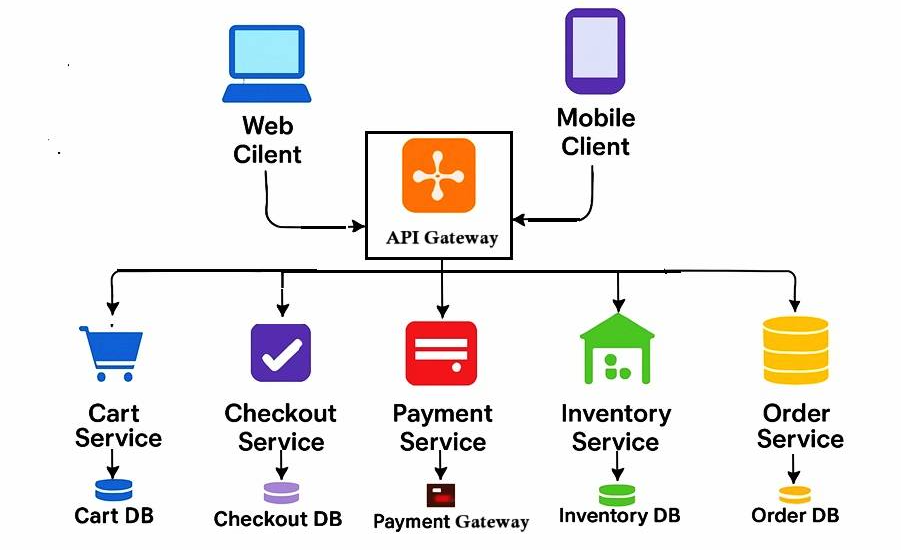 Web
Cilent
Mobile
Client
API Gateway
Cart
Service
Checkout
Service
Payment
Service
Inventory
Service
Order
Service
Cart DB
Checkout DB
Payment Gateway
Inventory DB
Order DB